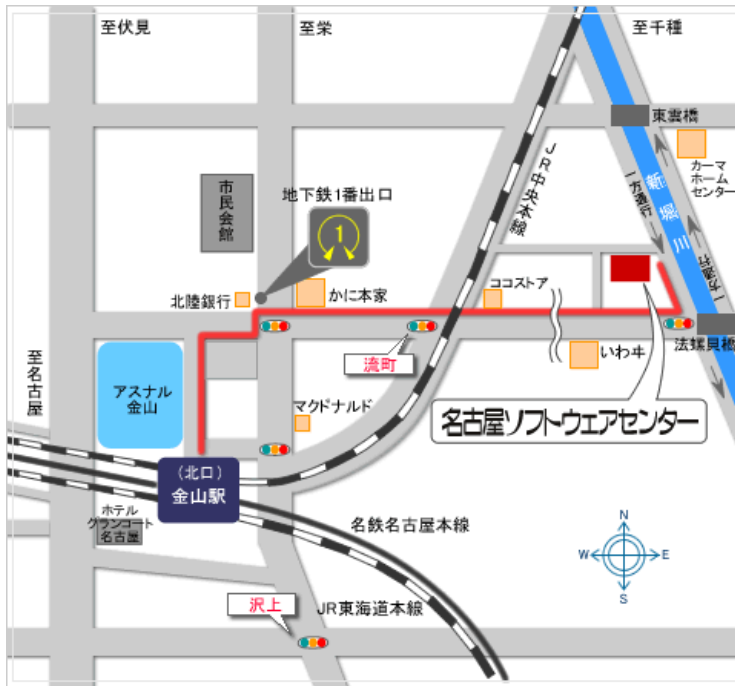 至伏見
至栄
至千種
東雲橋
カーマ
ホーム
センター
JR中央本線
一方通行
新堀川
一方通行
市民会館
地下鉄1番出口
1
北陸銀行
かに本家
ココストア
法螺貝橋
流町
いわゐ
至名古屋
アスナル
金山
マクドナルド
名古屋ソフトウェアセンター
(北口)
金山駅
ホテル
グランコート
名古屋
名鉄名古屋本線
N
W
E
S
沢上
JR東海道本線